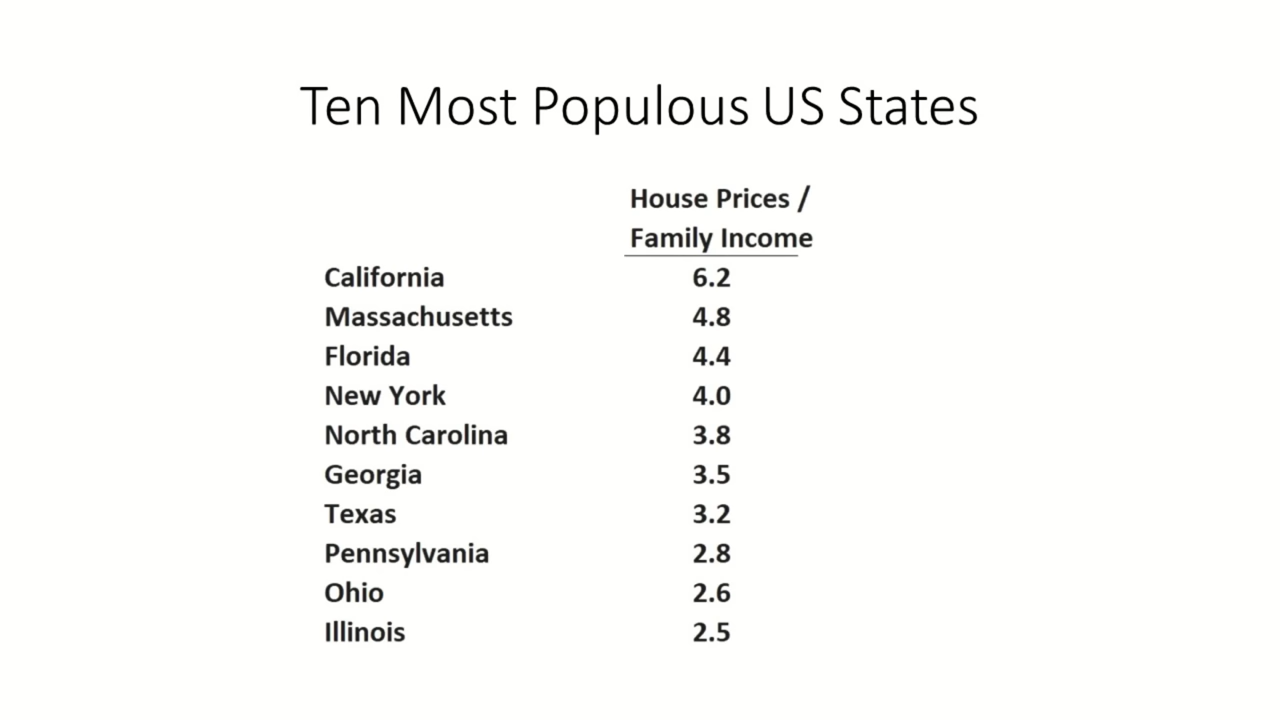 Ten Most Populous US States
House Prices /
Family Income
California 6.2
Massachusetts 4.8
Florida 4.4
New York 4.0
North Carolina 3.8
Georgia 3.5
Texas 3.2
Pennsylvania 2.8
Ohio 2.6
Illinois 2.5